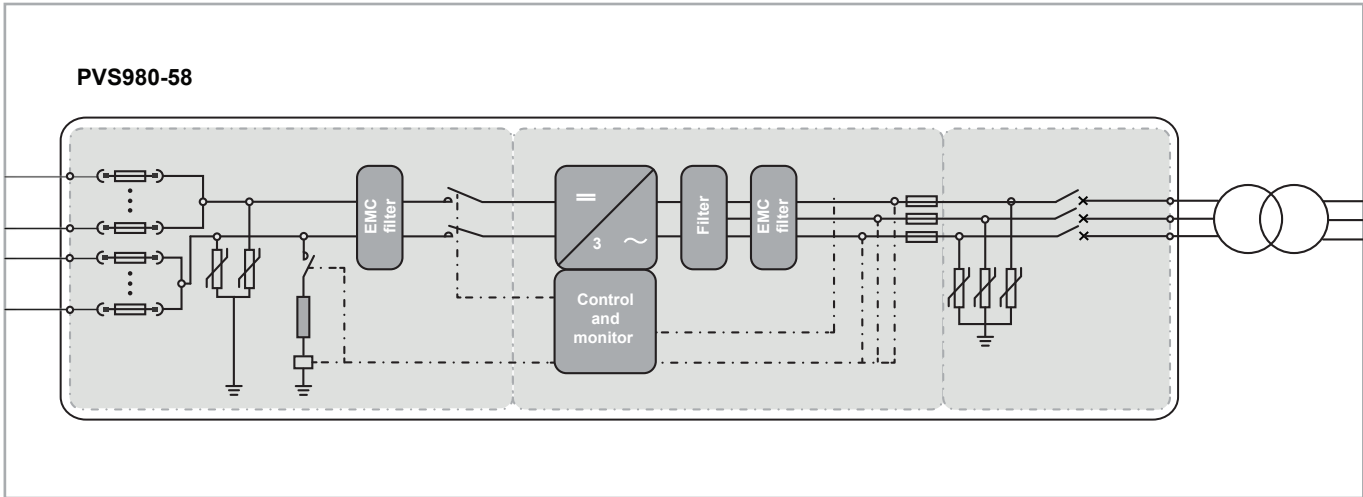 PVS980-58
EMC
filter
3
Filter
EMC
filter
Control
and
monitor